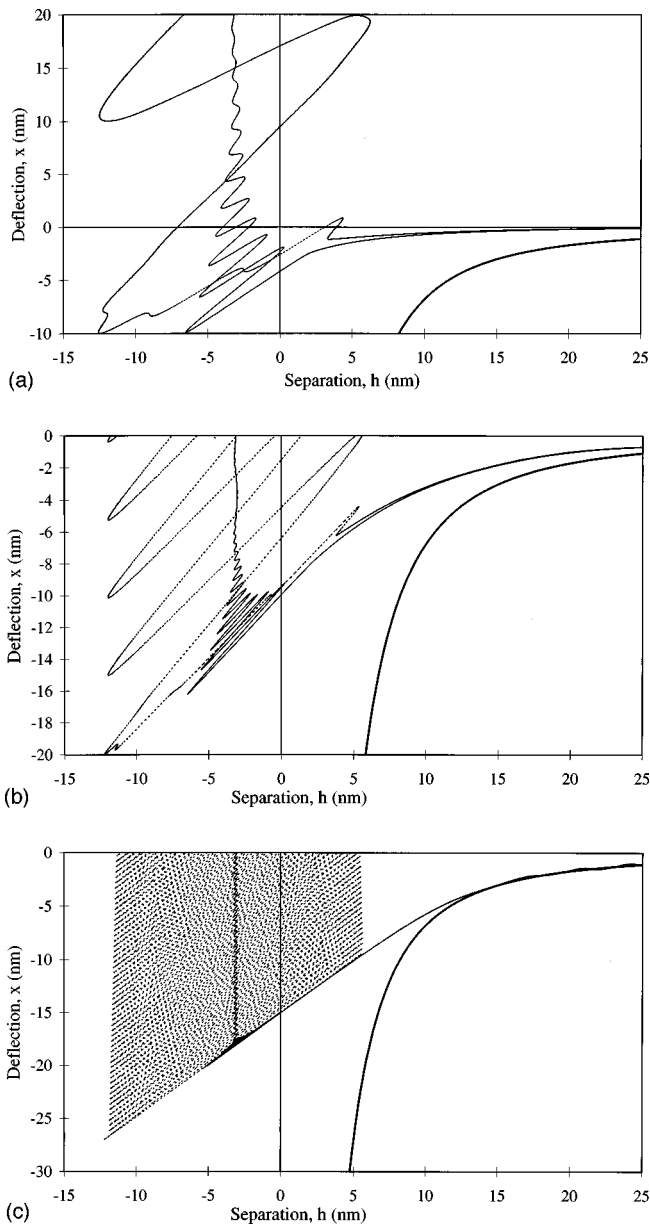 20
15
10
5
0
-5
-10
Deflection, x (nm)
-15 -10 -5 0 5 10 15 20 25
Separation, h (nm)
(a)
0
-2
-4
-6
-8
-10
-12
-14
-16
-18
-20
Deflection, x (nm)
-15 -10 -5 0 5 10 15 20 25
Separation, h (nm)
(b)
0
-5
-10
-15
-20
-25
-30
Deflection, x (nm)
-15 -10 -5 0 5 10 15 20 25
Separation, h (nm)
(c)